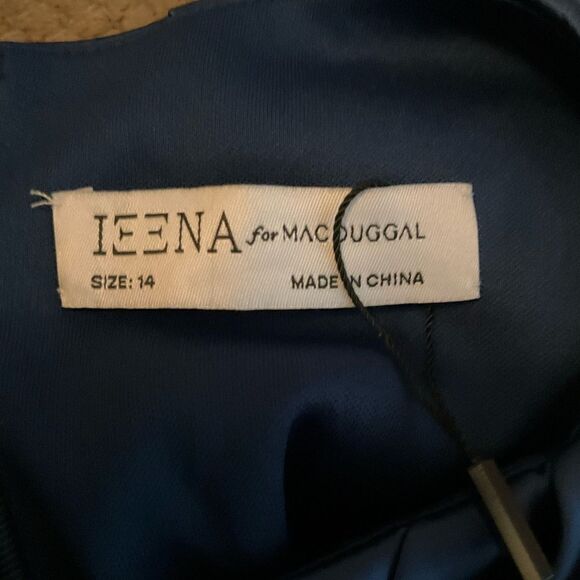 IEENA for MAC DUGGAL
SIZE: 14 MADE IN CHINA